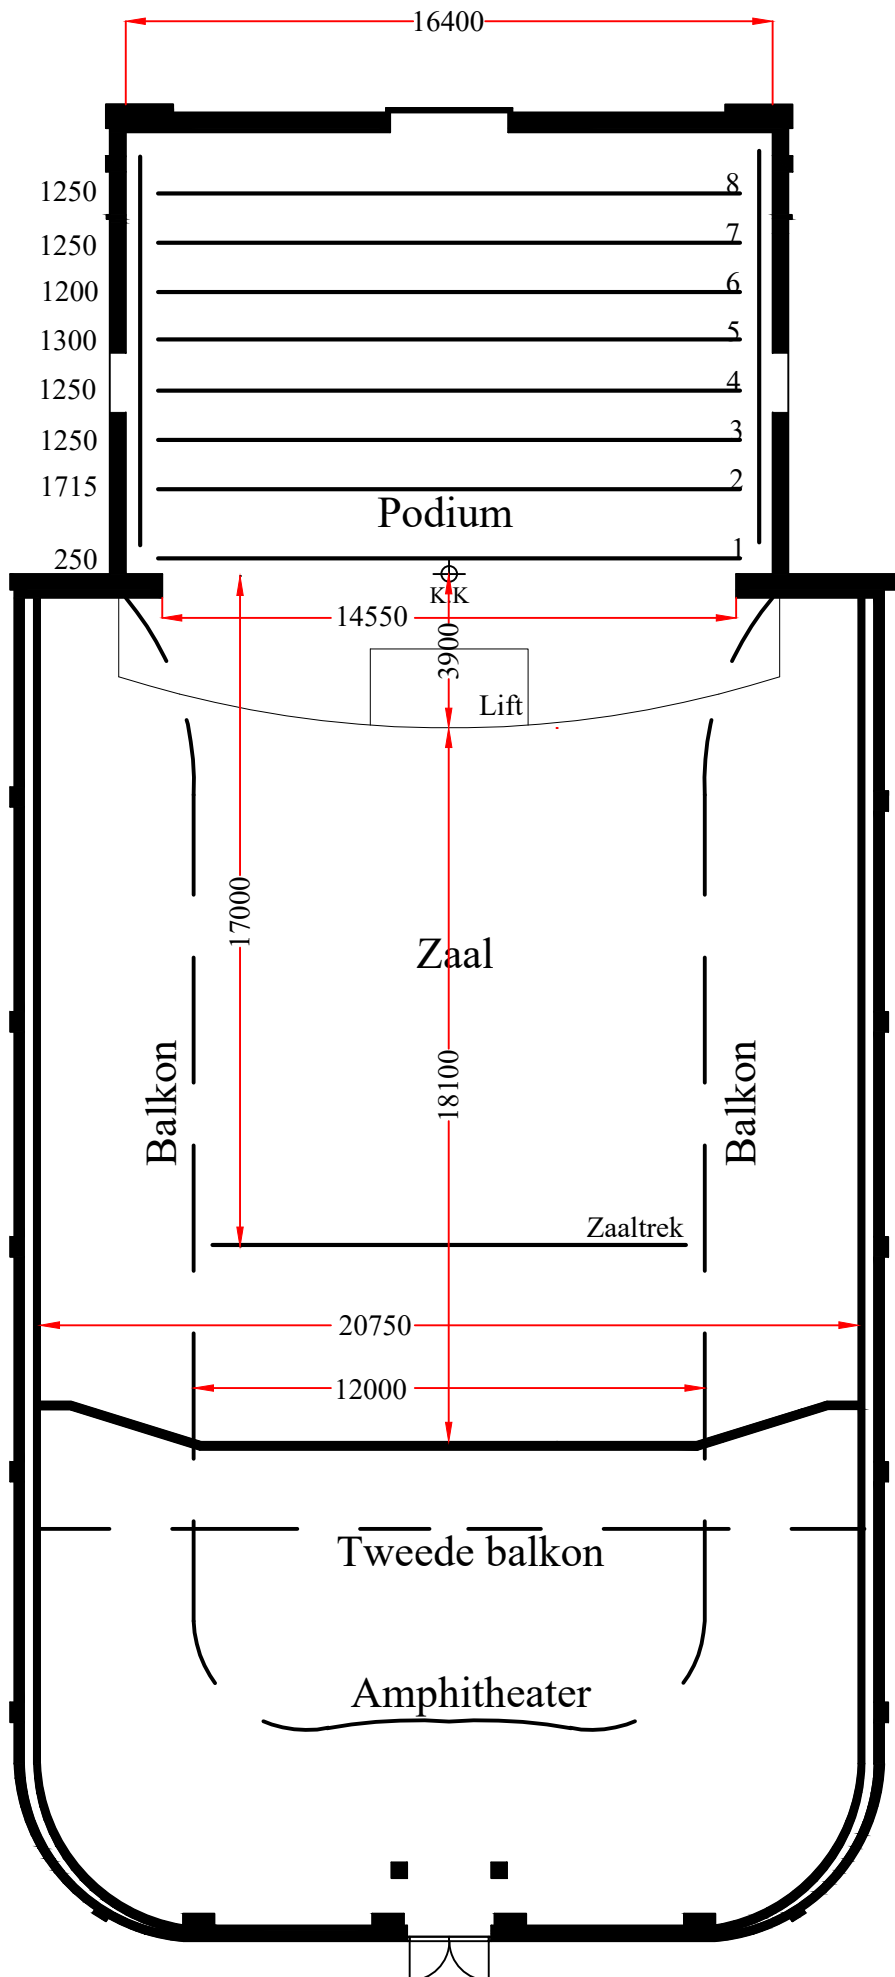 16400
1250 8
1250 7
1200 6
1300 5
1250 4
1250 3
1715 2
Podium
250 1
K.K
14550
3900
Lift
17000
Zaal
18100
Balkon
Balkon
Zaaltrek
20750
12000
Tweede balkon
Amphitheater